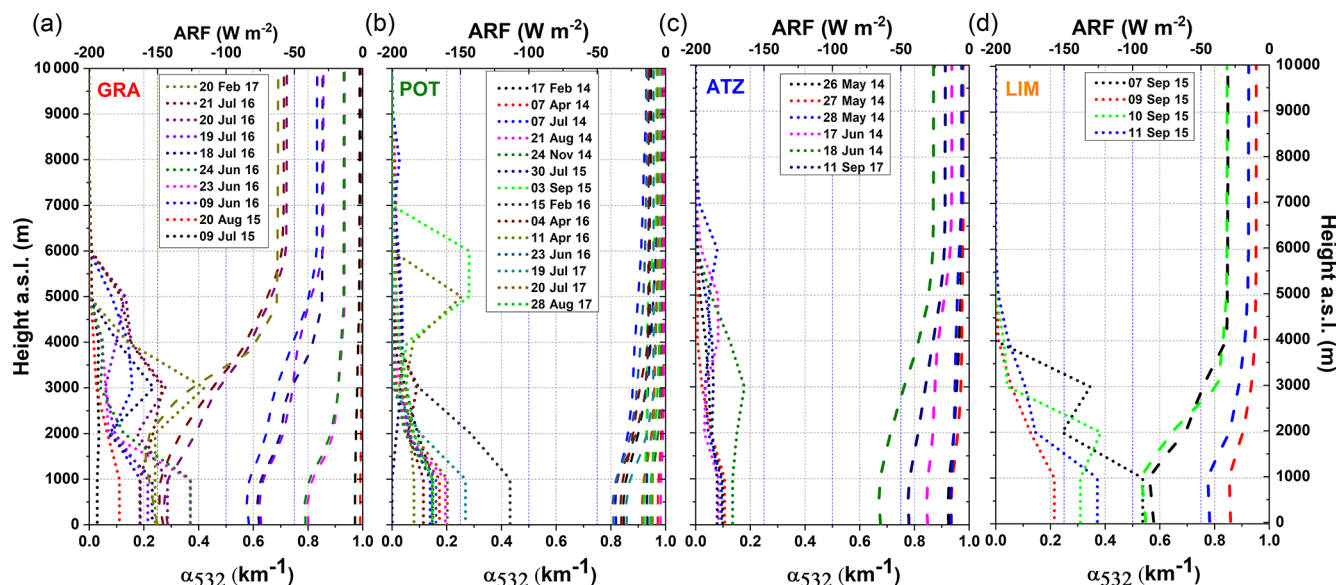 (a) ARF (W m-2) (b) ARF (W m-2) (c) ARF (W m-2) (d) ARF (W m-2)
-200 -150 -100 -50 0 -200 -150 -100 -50 0 -200 -150 -100 -50 0 -200 -150 -100 -50 0
Height a.s.l. (m)
10 000
9000
8000
7000
6000
5000
4000
3000
2000
1000
0
GRA
20 Feb 17
21 Jul 16
20 Jul 16
19 Jul 16
18 Jul 16
24 Jun 16
23 Jun 16
09 Jun 16
20 Aug 15
09 Jul 15
POT
17 Feb 14
07 Apr 14
07 Jul 14
21 Aug 14
24 Nov 14
30 Jul 15
03 Sep 15
15 Feb 16
04 Apr 16
11 Apr 16
23 Jun 16
19 Jul 17
20 Jul 17
28 Aug 17
ATZ
26 May 14
27 May 14
28 May 14
17 Jun 14
18 Jun 14
11 Sep 17
LIM
07 Sep 15
09 Sep 15
10 Sep 15
11 Sep 15
10000
9000
8000
7000
6000
5000
4000
3000
2000
1000
0
Height a.s.l. (m)
0.0 0.2 0.4 0.6 0.8 1.0 0.0 0.2 0.4 0.6 0.8 1.0 0.0 0.2 0.4 0.6 0.8 1.0 0.0 0.2 0.4 0.6 0.8 1.0
α532 (km-1) α532 (km-1) α532 (km-1) α532 (km-1)